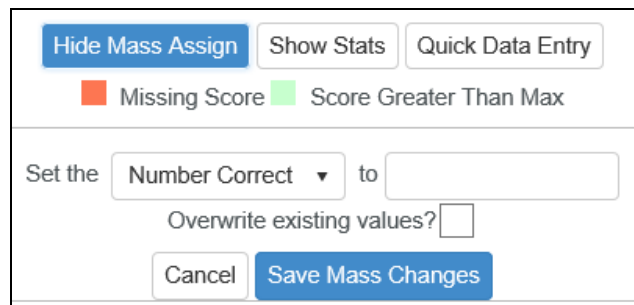 Hide Mass Assign Show Stats Quick Data Entry
Missing Score Score Greater Than Max
Set the Number Correct to
Overwrite existing values?
Cancel Save Mass Changes